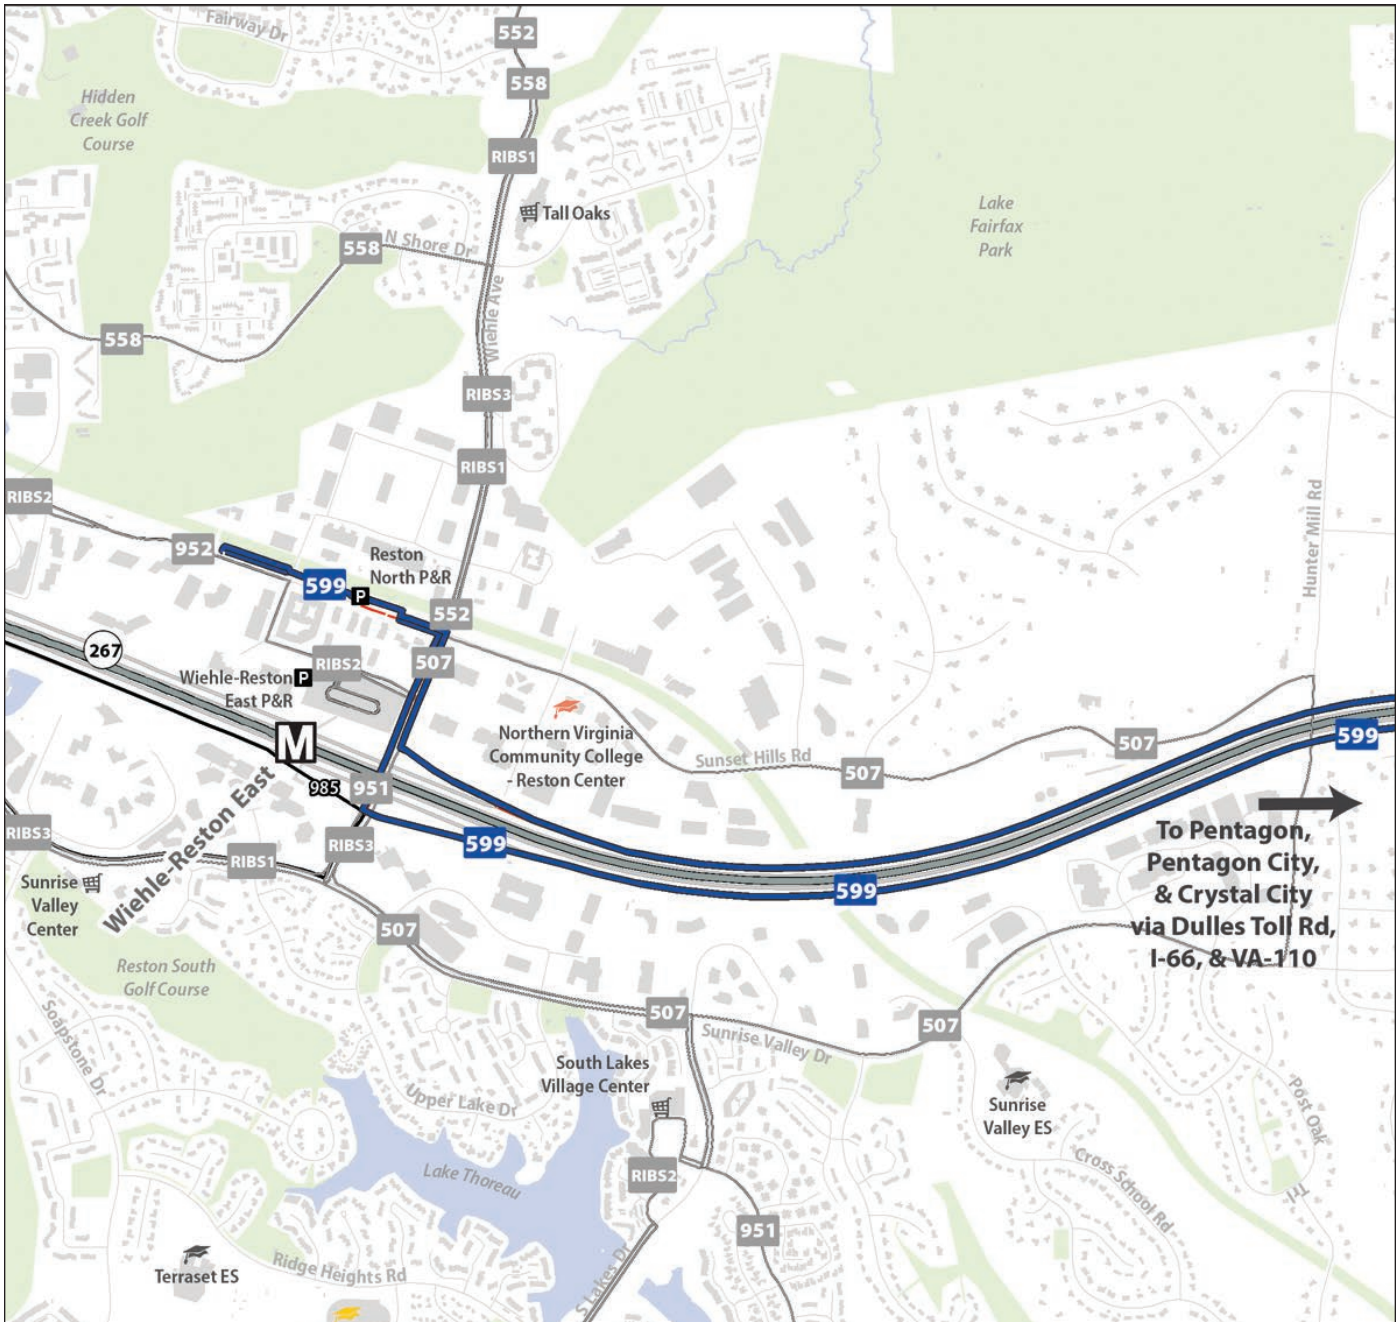 552
Fairway Dr
558
Hidden
Creek Golf
Course
RIBS1
Tall Oaks
Lake
Fairfax
Park
558
N Shore Dr
558
Wiehle Ave
RIBS3
RIBS1
RIBS2
Hunter Mill Rd
952
Reston
North P&R
599
P
552
267
RIBS2
507
Wiehle-Reston
East P&R
P
M
Northern Virginia
Community College
- Reston Center
Sunset Hills Rd
507
507
599
985
951
Wiehle-Reston East
RIBS3
RIBS1
RIBS3
599
599
To Pentagon,
Pentagon City,
& Crystal City
via Dulles Toll Rd,
I-66, & VA-110
Sunrise
Valley
Center
507
Reston South
Golf Course
Soapstone Dr
507
Sunrise Valley Dr
507
South Lakes
Village Center
Upper Lake Dr
Sunrise
Valley ES
Post Oak
Tri
Cross School Rd
Lake Thoreau
RIBS2
951
S Lakes Dr
Terraset ES
Ridge Heights Rd